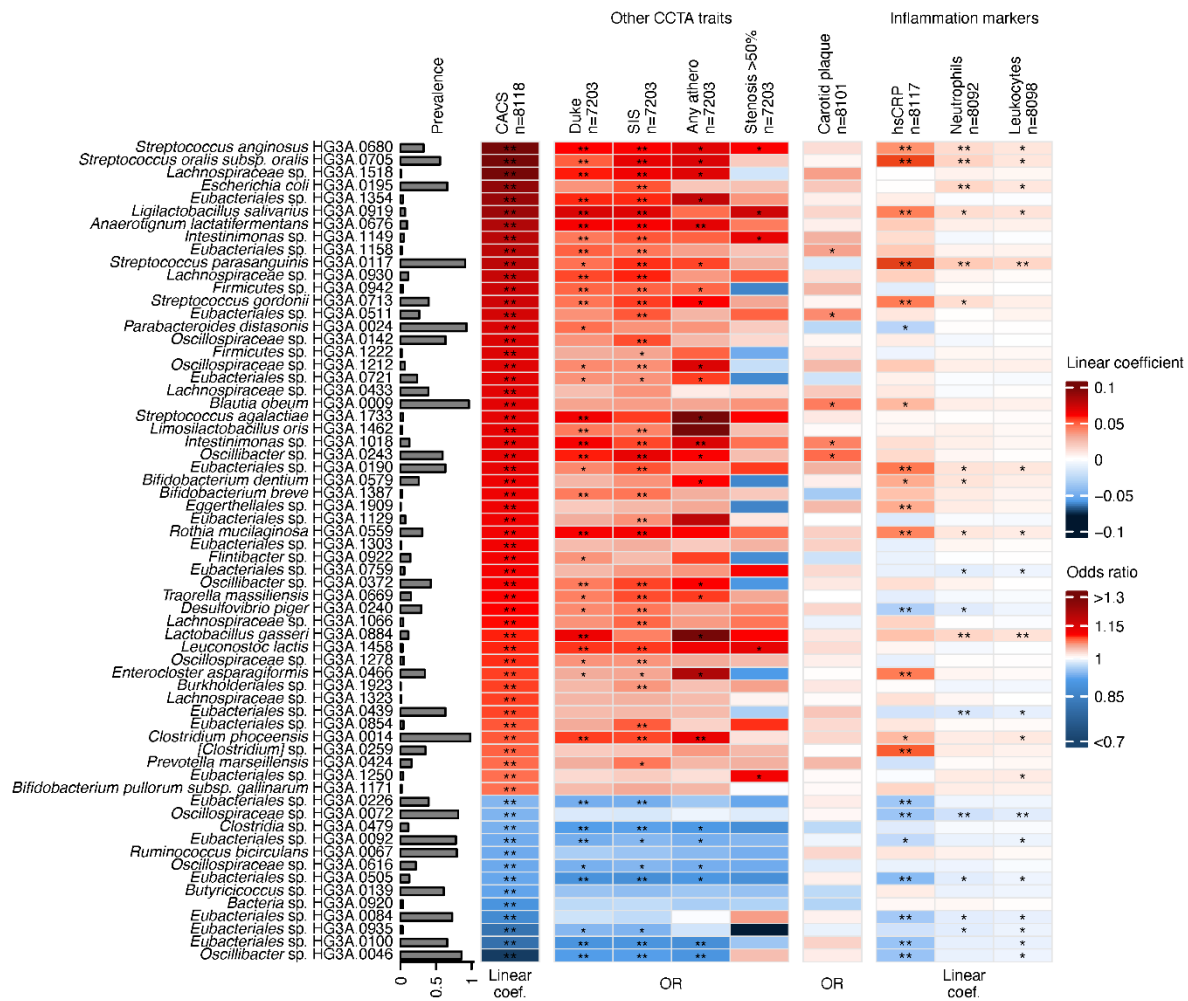 Other CCTA traits
Inflammation markers
Prevalence
CACS
n=8118
Duke
n=7203
SIS
n=7203
Any athero
n=7203
Stenosis >50%
n=7203
Carotid plaque
n=8101
hsCRP
n=8117
Neutrophils
n=8092
Leukocytes
n=8098
Streptococcus anginosus HG3A.0680
Streptococcus oralis subsp. oralis HG3A.0705
Lachnospiraceae sp. HG3A.1518
Escherichia coli HG3A.0195
Eubacteriales sp. HG3A.1354
Ligilactobacillus salivarius HG3A.0919
Anaerotignum lactatifermentans HG3A.0676
Intestinimonas sp. HG3A.1149
Eubacteriales sp. HG3A.1158
Streptococcus parasanguinis HG3A.0117
Lachnospiraceae sp. HG3A.0930
Firmicutes sp. HG3A.0942
Streptococcus gordonii HG3A.0713
Eubacteriales sp. HG3A.0511
Parabacteroides distasonis HG3A.0024
Oscillospiraceae sp. HG3A.0142
Firmicutes sp. HG3A.1222
Oscillospiraceae sp. HG3A.1212
Eubacteriales sp. HG3A.0721
Lachnospiraceae sp. HG3A.0433
Blautia obeum HG3A.0009
Streptococcus agalactiae HG3A.1733
Limosilactobacillus oris HG3A.1462
Intestinimonas sp. HG3A.1018
Oscillibacter sp. HG3A.0243
Eubacteriales sp. HG3A.0190
Bifidobacterium dentium HG3A.0579
Bifidobacterium breve HG3A.1387
Eggerthellales sp. HG3A.1909
Eubacteriales sp. HG3A.1129
Rothia mucilaginosa HG3A.0559
Eubacteriales sp. HG3A.1303
Flintibacter sp. HG3A.0922
Eubacteriales sp. HG3A.0759
Oscillibacter sp. HG3A.0372
Traorella massiliensis HG3A.0669
Desulfovibrio piger HG3A.0240
Lachnospiraceae sp. HG3A.1066
Lactobacillus gasseri HG3A.0884
Leuconostoc lactis HG3A.1458
Oscillospiraceae sp. HG3A.1278
Enterocloster asparagiformis HG3A.0466
Burkholderiales sp. HG3A.1923
Lachnospiraceae sp. HG3A.1323
Eubacteriales sp. HG3A.0439
Eubacteriales sp. HG3A.0854
Clostridium phoceensis HG3A.0014
[Clostridium] sp. HG3A.0259
Prevotella marseillensis HG3A.0424
Eubacteriales sp. HG3A.1250
Bifidobacterium pullorum subsp. gallinarum HG3A.1171
Eubacteriales sp. HG3A.0226
Oscillospiraceae sp. HG3A.0072
Clostridia sp. HG3A.0479
Eubacteriales sp. HG3A.0092
Ruminococcus bicirculans HG3A.0067
Oscillospiraceae sp. HG3A.0616
Eubacteriales sp. HG3A.0505
Butyricicoccus sp. HG3A.0139
Bacteria sp. HG3A.0920
Eubacteriales sp. HG3A.0084
Eubacteriales sp. HG3A.0935
Eubacteriales sp. HG3A.0100
Oscillibacter sp. HG3A.0046
0
0.5
1
Linear
coef.
OR
OR
Linear
coef.
Linear coefficient
0.1
0.05
0
−0.05
−0.1
Odds ratio
>1.3
1.15
1
0.85
<0.7